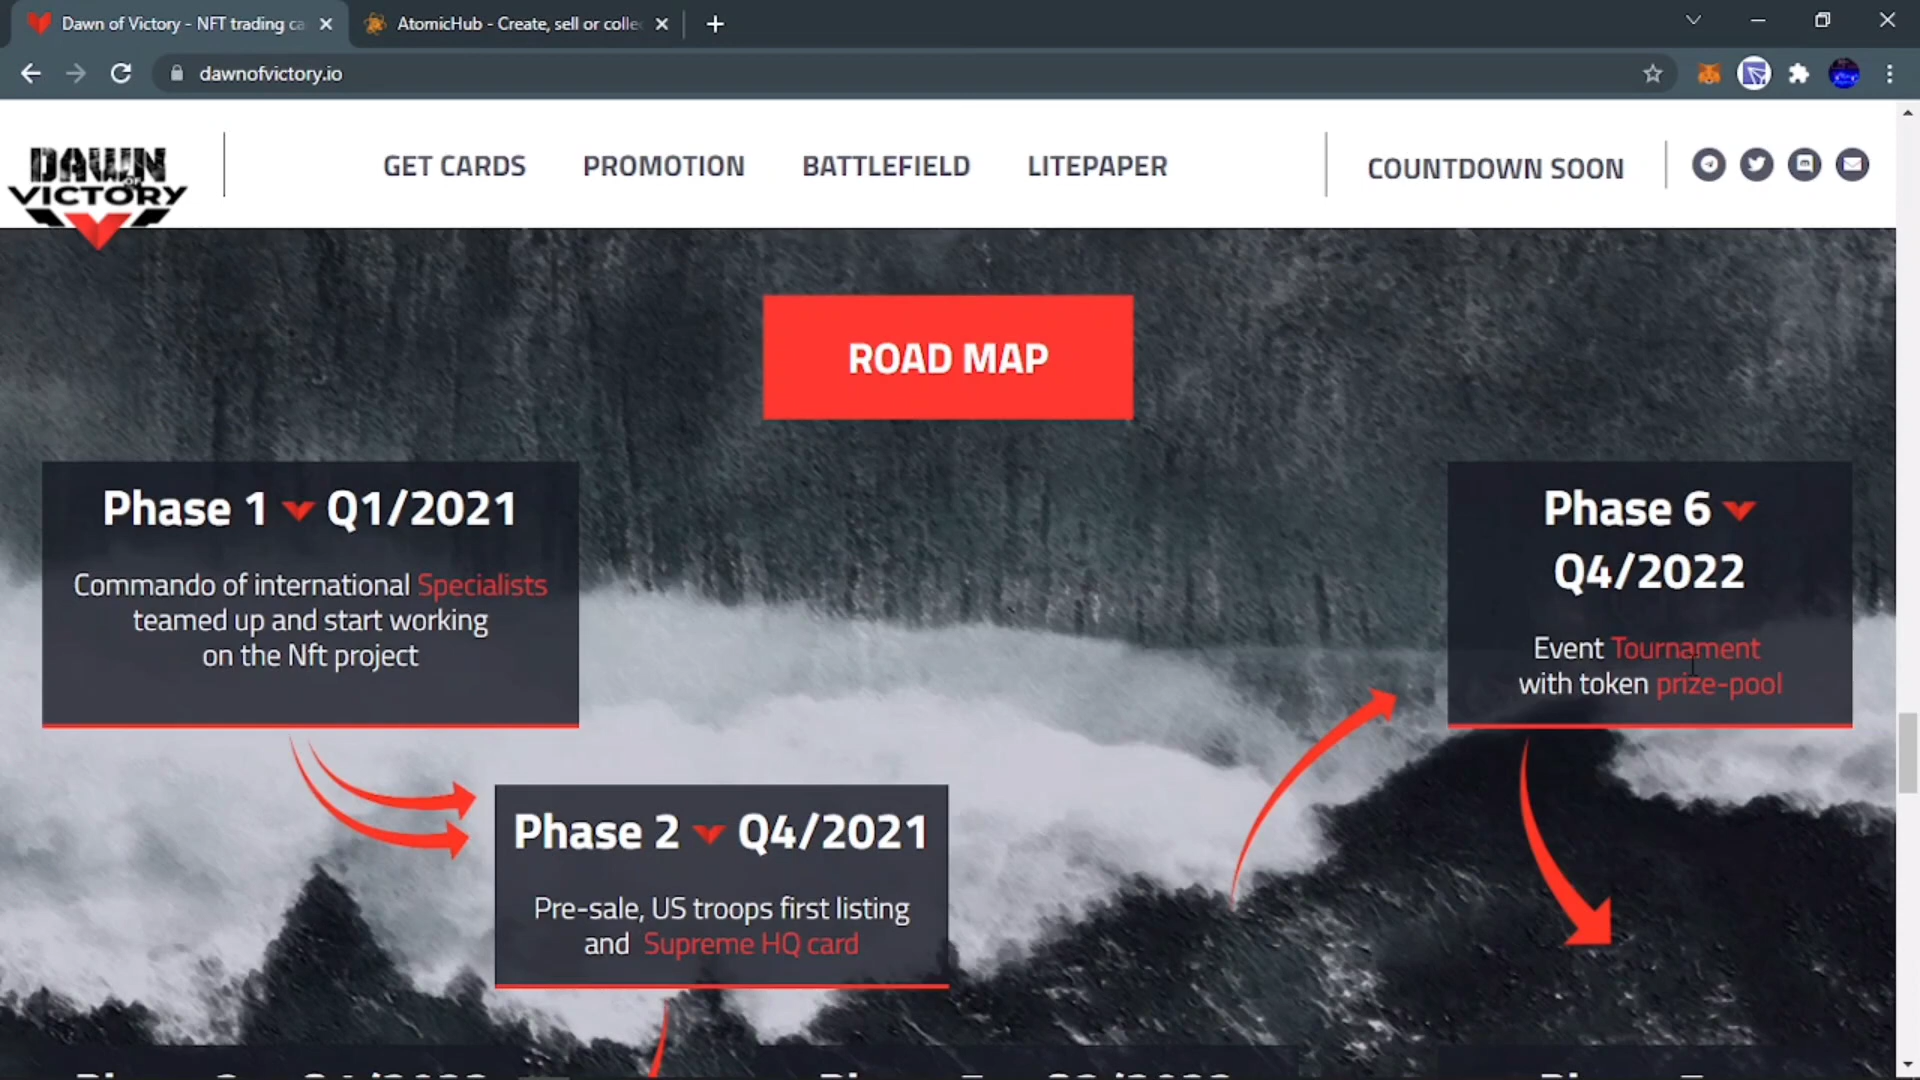 Dawn of Victory - NFT trading ca
AtomicHub - Create, sell or colle
dawnofvictory.io
DAWN
OF
VICTORY
GET CARDS
PROMOTION
BATTLEFIELD
LITEPAPER
COUNTDOWN SOON
ROAD MAP
Phase 1 Q1/2021
Commando of international Specialists
teamed up and start working
on the Nft project
Phase 6
Q4/2022
Event Tournament
with token prize-pool
Phase 2 Q4/2021
Pre-sale, US troops first listing
and Supreme HQ card